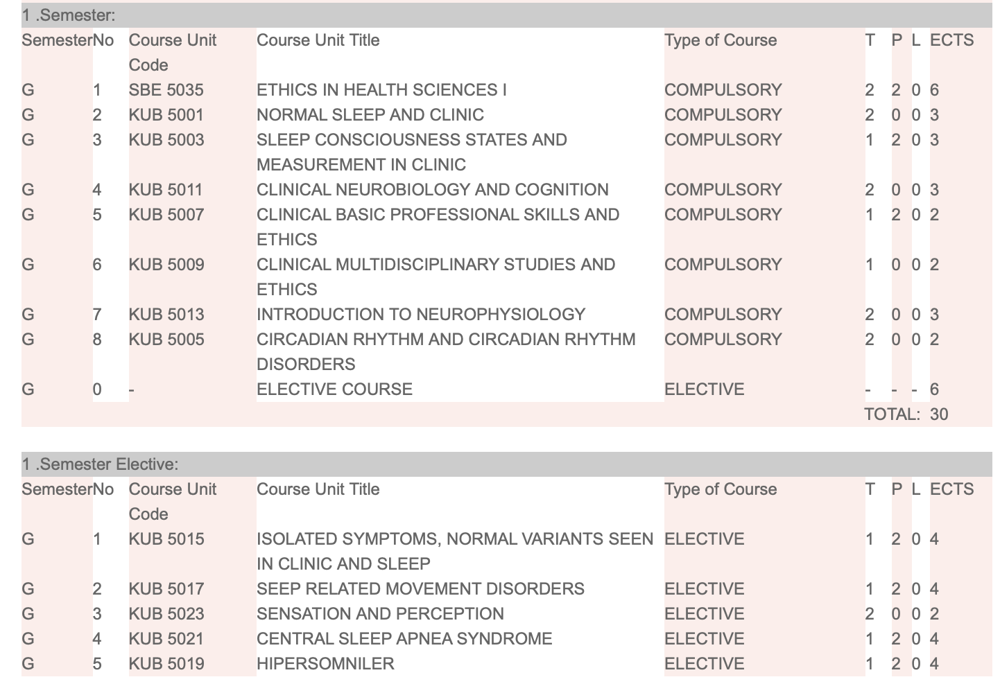 1 .Semester:
SemesterNo Course Unit Code Course Unit Title Type of Course T P L ECTS
G 1 SBE 5035 ETHICS IN HEALTH SCIENCES I COMPULSORY 2 2 0 6
G 2 KUB 5001 NORMAL SLEEP AND CLINIC COMPULSORY 2 0 0 3
G 3 KUB 5003 SLEEP CONSCIOUSNESS STATES AND MEASUREMENT IN CLINIC COMPULSORY 1 2 0 3
G 4 KUB 5011 CLINICAL NEUROBIOLOGY AND COGNITION COMPULSORY 2 0 0 3
G 5 KUB 5007 CLINICAL BASIC PROFESSIONAL SKILLS AND ETHICS COMPULSORY 1 2 0 2
G 6 KUB 5009 CLINICAL MULTIDISCIPLINARY STUDIES AND ETHICS COMPULSORY 1 0 0 2
G 7 KUB 5013 INTRODUCTION TO NEUROPHYSIOLOGY COMPULSORY 2 0 0 3
G 8 KUB 5005 CIRCADIAN RHYTHM AND CIRCADIAN RHYTHM DISORDERS COMPULSORY 2 0 0 2
G 0 - ELECTIVE COURSE ELECTIVE - - - 6
TOTAL: 30
1 .Semester Elective:
SemesterNo Course Unit Code Course Unit Title Type of Course T P L ECTS
G 1 KUB 5015 ISOLATED SYMPTOMS, NORMAL VARIANTS SEEN IN CLINIC AND SLEEP ELECTIVE 1 2 0 4
G 2 KUB 5017 SEEP RELATED MOVEMENT DISORDERS ELECTIVE 1 2 0 4
G 3 KUB 5023 SENSATION AND PERCEPTION ELECTIVE 2 0 0 2
G 4 KUB 5021 CENTRAL SLEEP APNEA SYNDROME ELECTIVE 1 2 0 4
G 5 KUB 5019 HIPERSOMNILER ELECTIVE 1 2 0 4